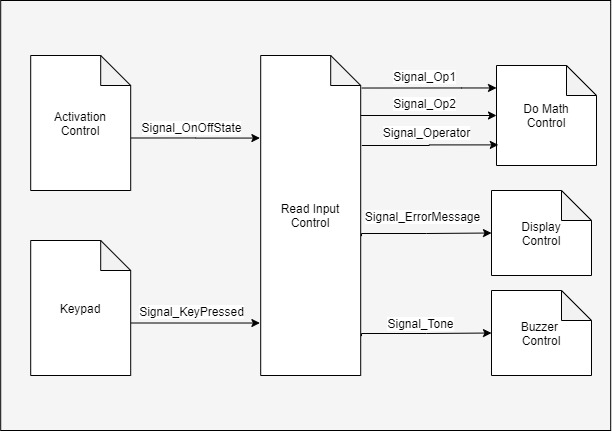 Activation
Control
Signal_OnOffState
Keypad
Signal_KeyPressed
Read Input
Control
Signal_Op1
Signal_Op2
Signal_Operator
Do Math
Control
Signal_ErrorMessage
Display
Control
Signal_Tone
Buzzer
Control